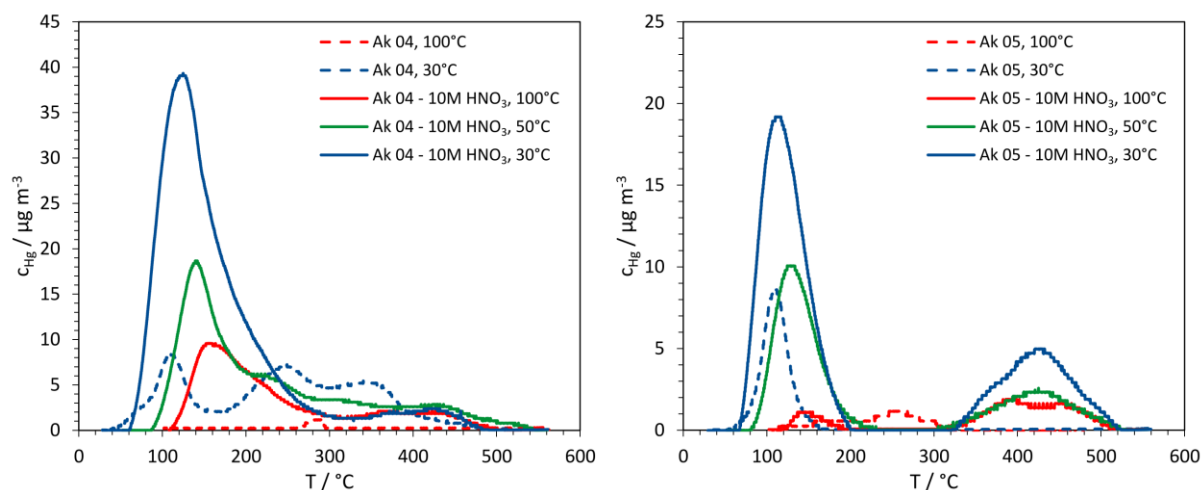 45
40
35
30
25
20
15
10
5
0
c_Hg / µg m⁻³
0 100 200 300 400 500 600
T / °C
Ak 04, 100°C
Ak 04, 30°C
Ak 04 - 10M HNO₃, 100°C
Ak 04 - 10M HNO₃, 50°C
Ak 04 - 10M HNO₃, 30°C
25
20
15
10
5
0
c_Hg / µg m⁻³
0 100 200 300 400 500 600
T / °C
Ak 05, 100°C
Ak 05, 30°C
Ak 05 - 10M HNO₃, 100°C
Ak 05 - 10M HNO₃, 50°C
Ak 05 - 10M HNO₃, 30°C